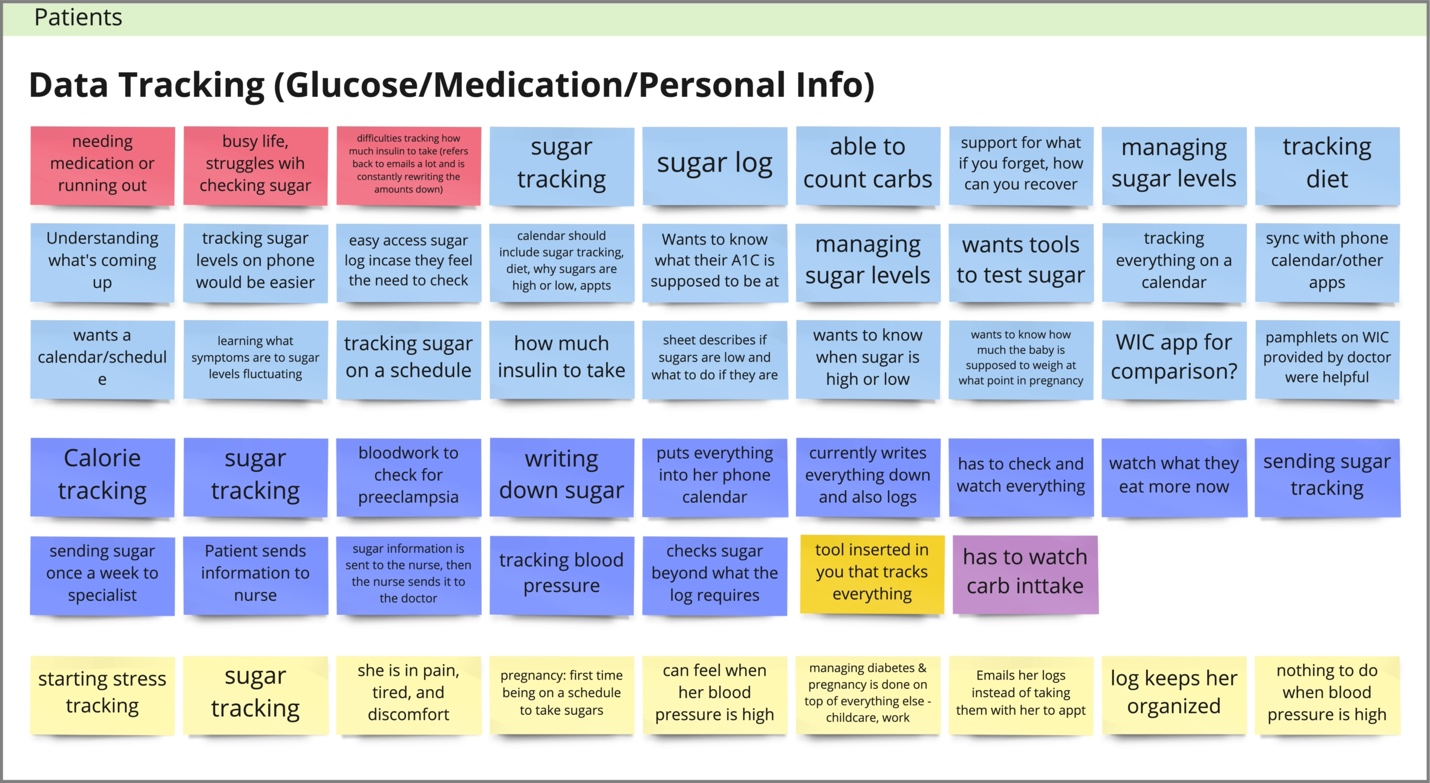 Patients
Data Tracking (Glucose/Medication/Personal Info)
needing
medication or
running out
busy life,
struggles wih
checking sugar
difficulties tracking how
much insulin to take (refers
back to emails a lot and is
constantly rewriting the
amounts down)
sugar
tracking
sugar log
able to
count carbs
support for what
if you forget, how
can you recover
managing
sugar levels
tracking
diet
Understanding
what's coming
up
tracking sugar
levels on phone
would be easier
easy access sugar
log incase they feel
the need to check
calendar should
include sugar tracking,
diet, why sugars are
high or low, appts
Wants to know
what their A1C is
supposed to be at
managing
sugar levels
wants tools
to test sugar
tracking
everything on a
calendar
sync with phone
calendar/other
apps
wants a
calendar/schedul
e
learning what
symptoms are to sugar
levels fluctuating
tracking sugar
on a schedule
how much
insulin to take
sheet describes if
sugars are low and
what to do if they are
wants to know
when sugar is
high or low
wants to know how
much the baby is
supposed to weigh at
what point in pregnancy
WIC app for
comparison?
pamphlets on WIC
provided by doctor
were helpful
Calorie
tracking
sugar
tracking
bloodwork to
check for
preeclampsia
writing
down sugar
puts everything
into her phone
calendar
currently writes
everything down
and also logs
has to check and
watch everything
watch what they
eat more now
sending sugar
tracking
sending sugar
once a week to
specialist
Patient sends
information to
nurse
sugar information is
sent to the nurse, then
the nurse sends it to
the doctor
tracking blood
pressure
checks sugar
beyond what the
log requires
tool inserted in
you that tracks
everything
has to watch
carb inttake
starting stress
tracking
sugar
tracking
she is in pain,
tired, and
discomfort
pregnancy: first time
being on a schedule
to take sugars
can feel when
her blood
pressure is high
managing diabetes &
pregnancy is done on
top of everything else -
childcare, work
Emails her logs
instead of taking
them with her to appt
log keeps her
organized
nothing to do
when blood
pressure is high